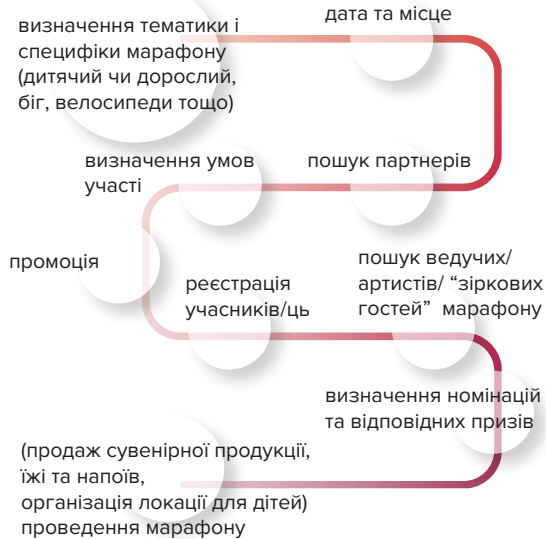 визначення тематики і
специфіки марафону
(дитячий чи дорослий,
біг, велосипеди тощо)
дата та місце
пошук партнерів
визначення умов
участі
промоція
реєстрація
учасників/ць
пошук ведучих/
артистів/ “зіркових
гостей” марафону
визначення номінацій
та відповідних призів
(продаж сувенірної продукції,
їжі та напоїв,
організація локації для дітей)
проведення марафону